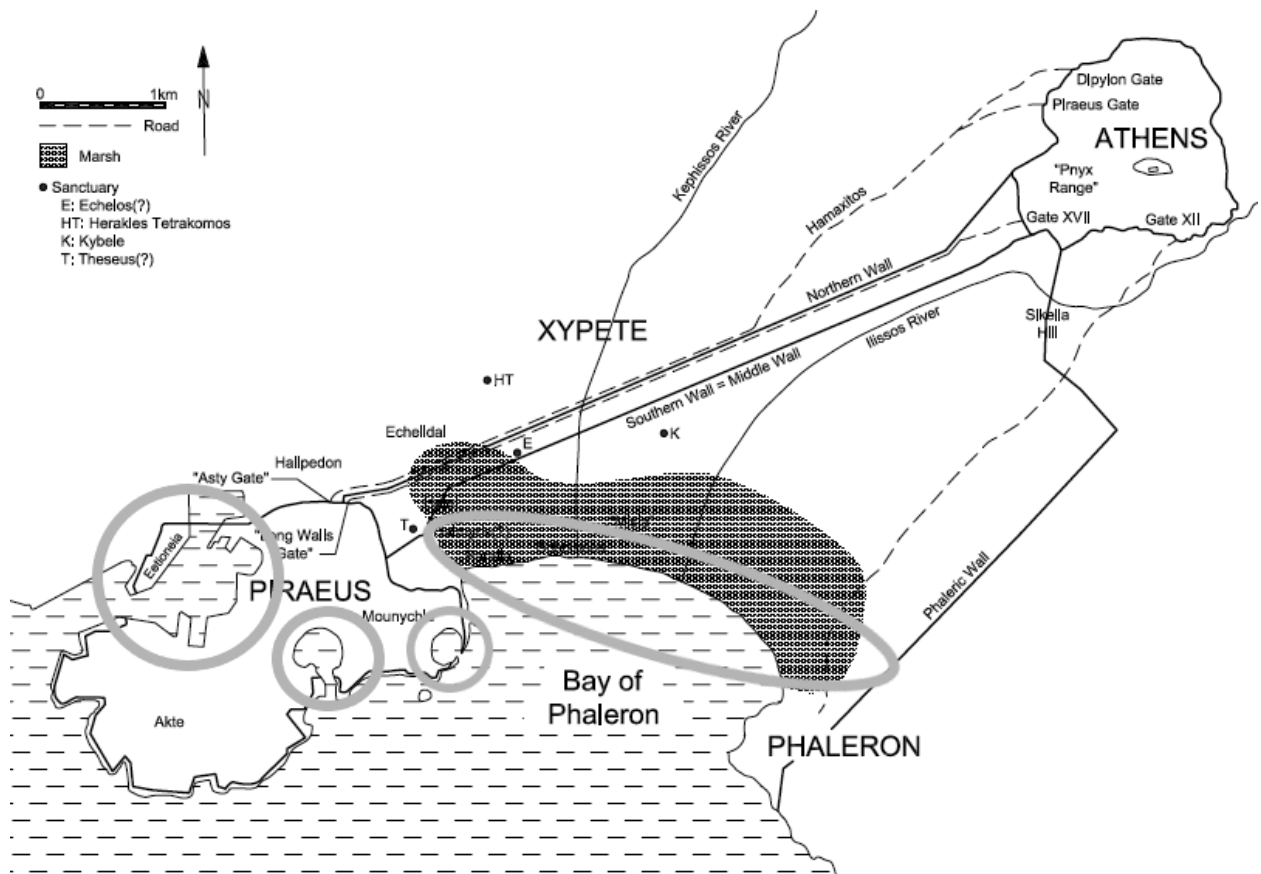 0 1km
N
Road
Marsh
Sanctuary
E: Echelos(?)
HT: Herakles Tetrakomos
K: Kybele
T: Theseus(?)
Dipylon Gate
Piraeus Gate
ATHENS
"Pnyx
Range"
Gate XVII
Gate XII
Kephissos River
Hamaxitos
Northern Wall
Southern Wall = Middle Wall
Ilissos River
Sikelia
Hill
XYPETE
HT
K
E
Echelidai
Halipedon
"Asty Gate"
"Long Walls
Gate"
T
Eetioneia
PIRAEUS
Mounychia
Akte
Bay of
Phaleron
PHALERON
Phaleric Wall